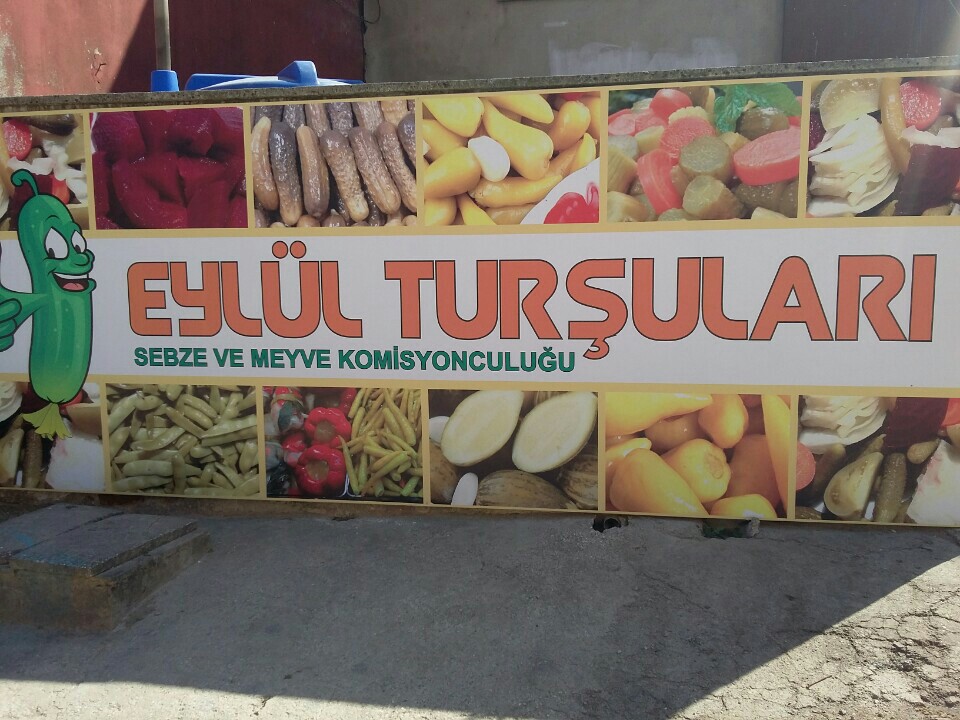 EYLÜL TURŞULARI
SEBZE VE MEYVE KOMİSYONCULUĞU